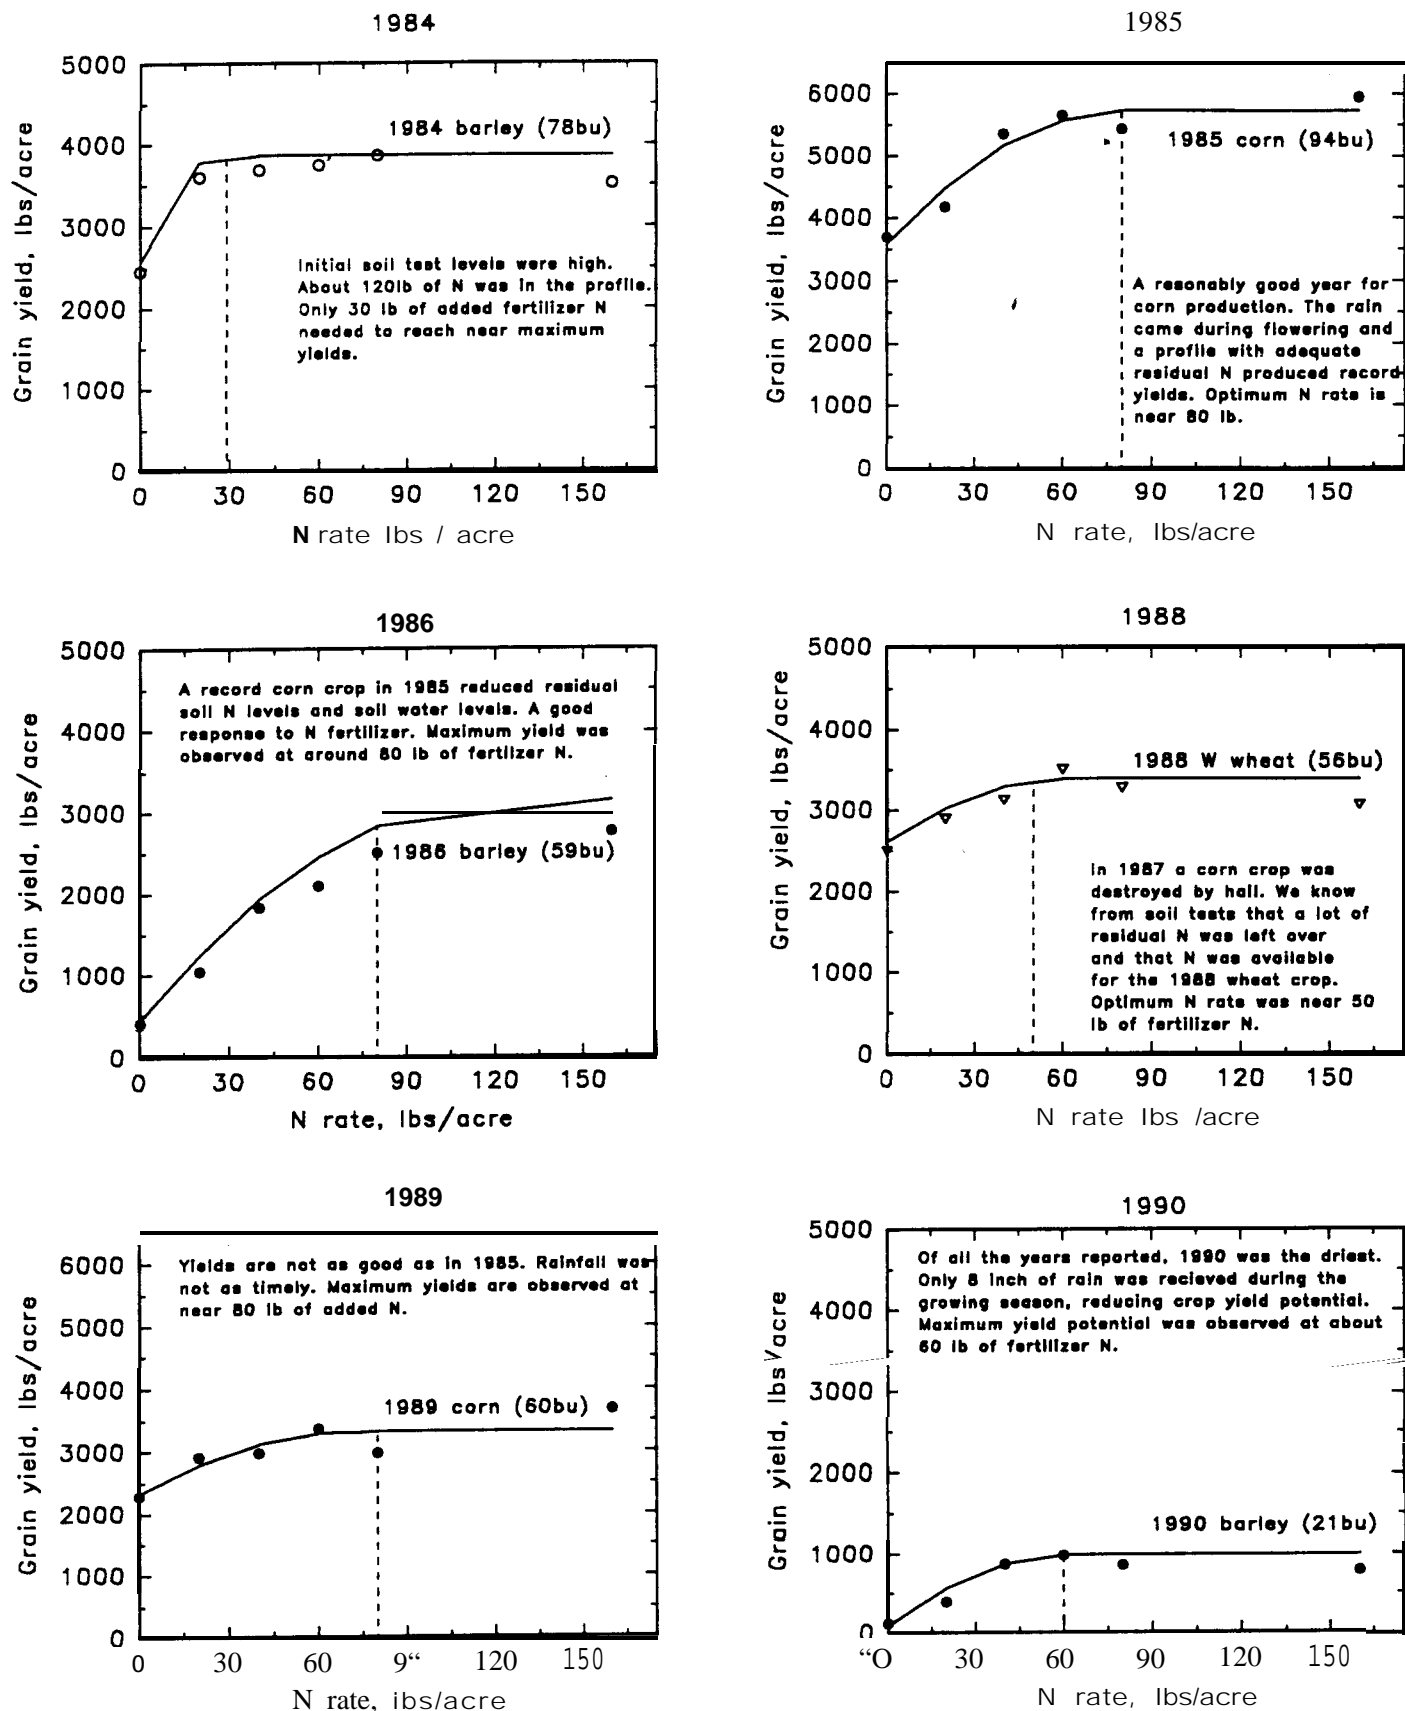 1984
5000
4000
3000
2000
1000
0
Grain yield, lbs/acre
1984 barley (78bu)
Initial soil test levels were high.
About 120lb of N was in the profile.
Only 30 lb of added fertilizer N
needed to reach near maximum
yields.
0 30 60 90 120 150
N rate lbs / acre
1985
6000
5000
4000
3000
2000
1000
0
Grain yield, lbs/acre
1985 corn (94bu)
A resonably good year for
corn production. The rain
came during flowering and
a profile with adequate
residual N produced record
yields. Optimum N rate is
near 80 lb.
0 30 60 90 120 150
N rate, lbs/acre
1986
5000
4000
3000
2000
1000
0
Grain yield, lbs/acre
A record corn crop in 1985 reduced residual
soil N levels and soil water levels. A good
response to N fertilizer. Maximum yield was
observed at around 80 lb of fertlizer N.
1986 barley (59bu)
0 30 60 90 120 150
N rate, lbs/acre
1988
5000
4000
3000
2000
1000
0
Grain yield, lbs/acre
1988 W wheat (56bu)
In 1987 a corn crop was
destroyed by hail. We know
from soil tests that a lot of
residual N was left over
and that N was available
for the 1988 wheat crop.
Optimum N rate was near 50
lb of fertilizer N.
0 30 60 90 120 150
N rate lbs /acre
1989
6000
5000
4000
3000
2000
1000
0
Grain yield, lbs/acre
Yields are not as good as in 1985. Rainfall was
not as timely. Maximum yields are observed at
near 80 lb of added N.
1989 corn (60bu)
0 30 60 9“ 120 150
N rate, ibs/acre
1990
5000
4000
3000
2000
1000
0
Grain yield, lbs/acre
Of all the years reported, 1990 was the driest.
Only 8 inch of rain was recieved during the
growing season, reducing crop yield potential.
Maximum yield potential was observed at about
60 lb of fertilizer N.
1990 barley (21bu)
“O 30 60 90 120 150
N rate, lbs/acre